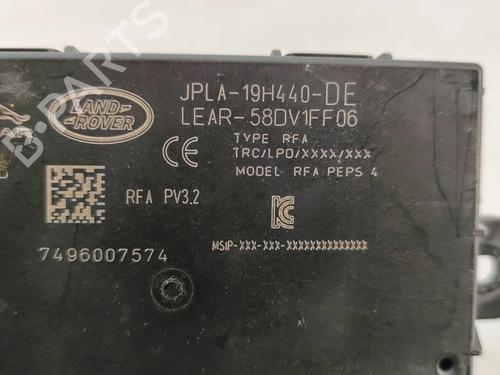 JPLA-19H440-DE
LEAR-58DV1FF06
LAND-
ROVER
TYPE RFA
TRC/LPD/XXXX/XXX
MODEL RFA PEPS 4
CE
RFA PV3.2
7496007574
MSIP-XXX-XXX-XXXXXXXXXXXXXX
B-Parts